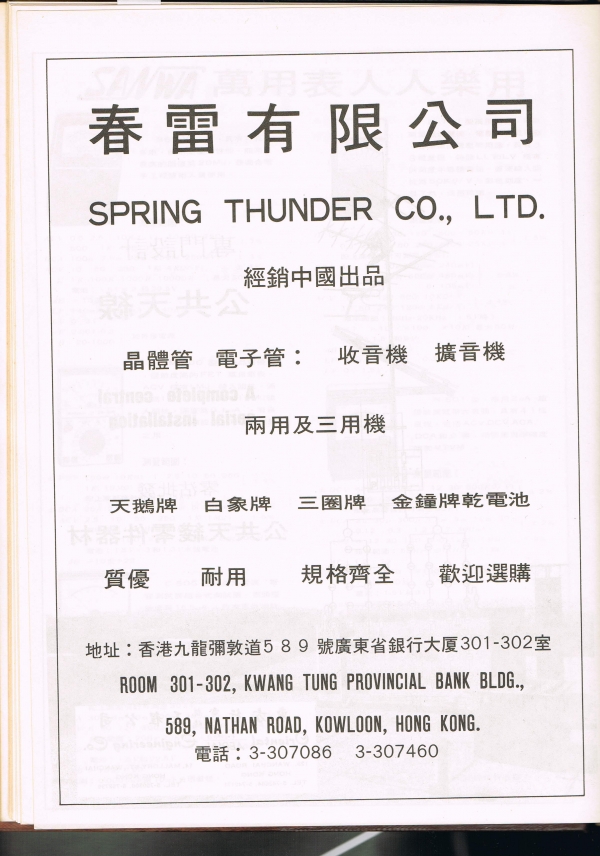 春雷有限公司
SPRING THUNDER CO., LTD.
經銷中國出品
晶體管 電子管： 收音機 擴音機
兩用及三用機
天鵝牌 白象牌 三圈牌 金鐘牌乾電池
質優 耐用 規格齊全 歡迎選購
地址：香港九龍彌敦道589號廣東省銀行大厦301-302室
ROOM 301-302, KWANG TUNG PROVINCIAL BANK BLDG.,
589, NATHAN ROAD, KOWLOON, HONG KONG.
電話：3-307086 3-307460